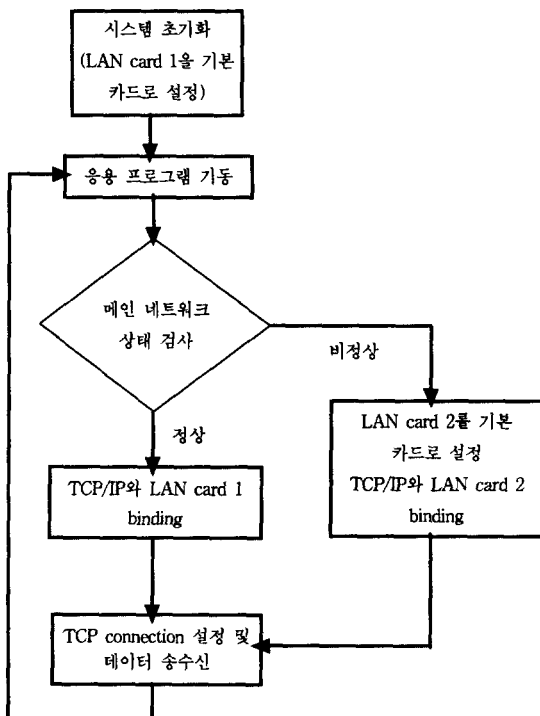 시스템 초기화
(LAN card 1을 기본
카드로 설정)
응용 프로그램 기동
메인 네트워크
상태 검사
비정상
정상
LAN card 2를 기본
카드로 설정
TCP/IP와 LAN card 2
binding
TCP/IP와 LAN card 1
binding
TCP connection 설정 및
데이터 송수신